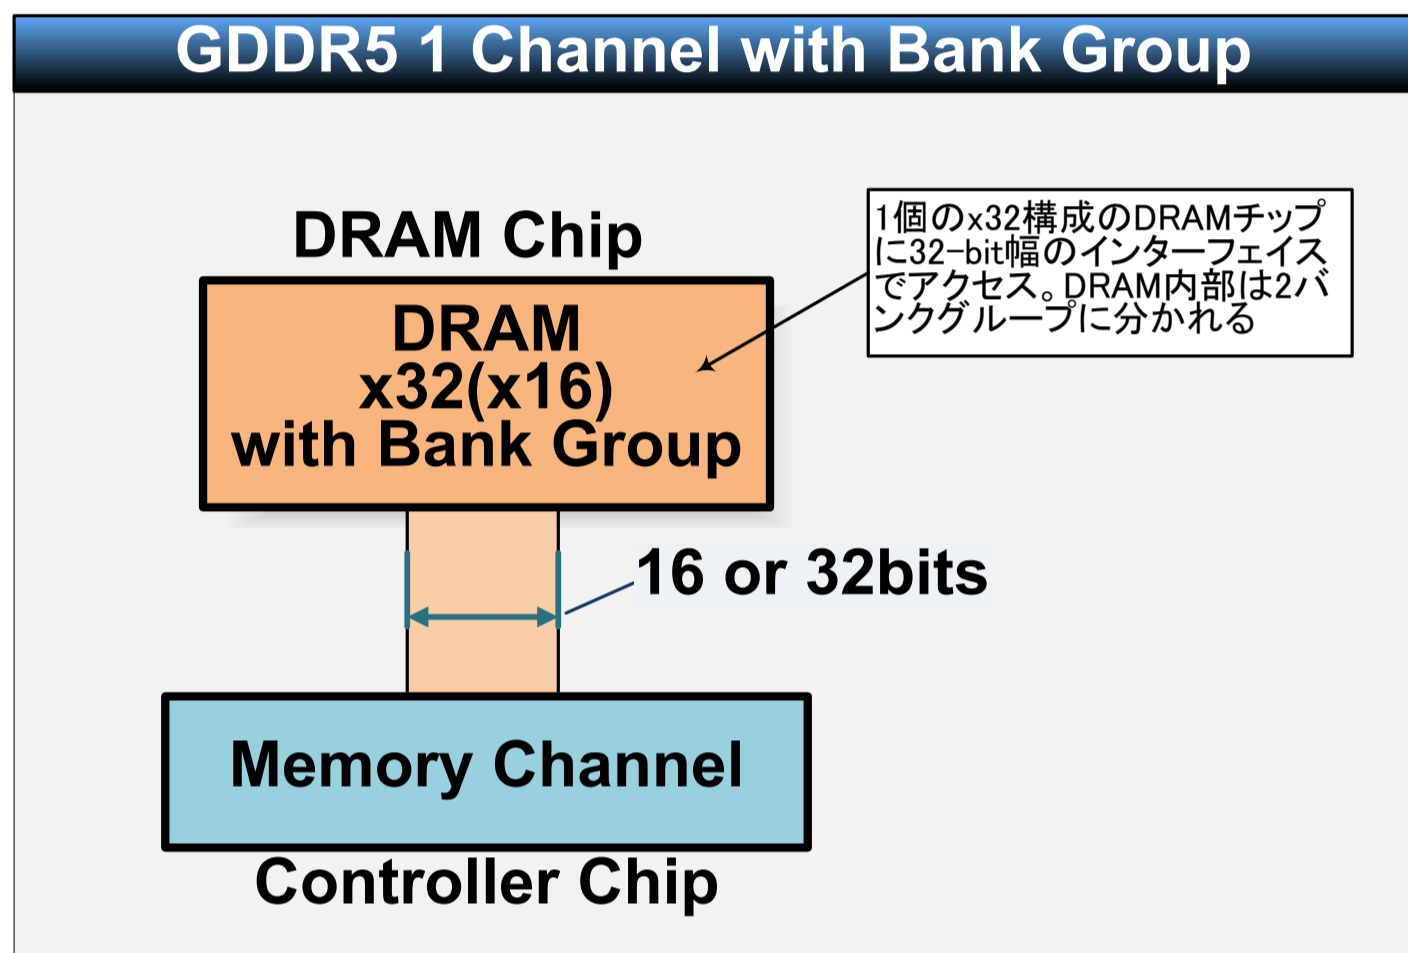 GDDR5 1 Channel with Bank Group
DRAM Chip
1個のx32構成のDRAMチップ
に32-bit幅のインターフェイス
でアクセス。DRAM内部は2バ
ンクグループに分かれる
DRAM
x32(x16)
with Bank Group
16 or 32bits
Memory Channel
Controller Chip